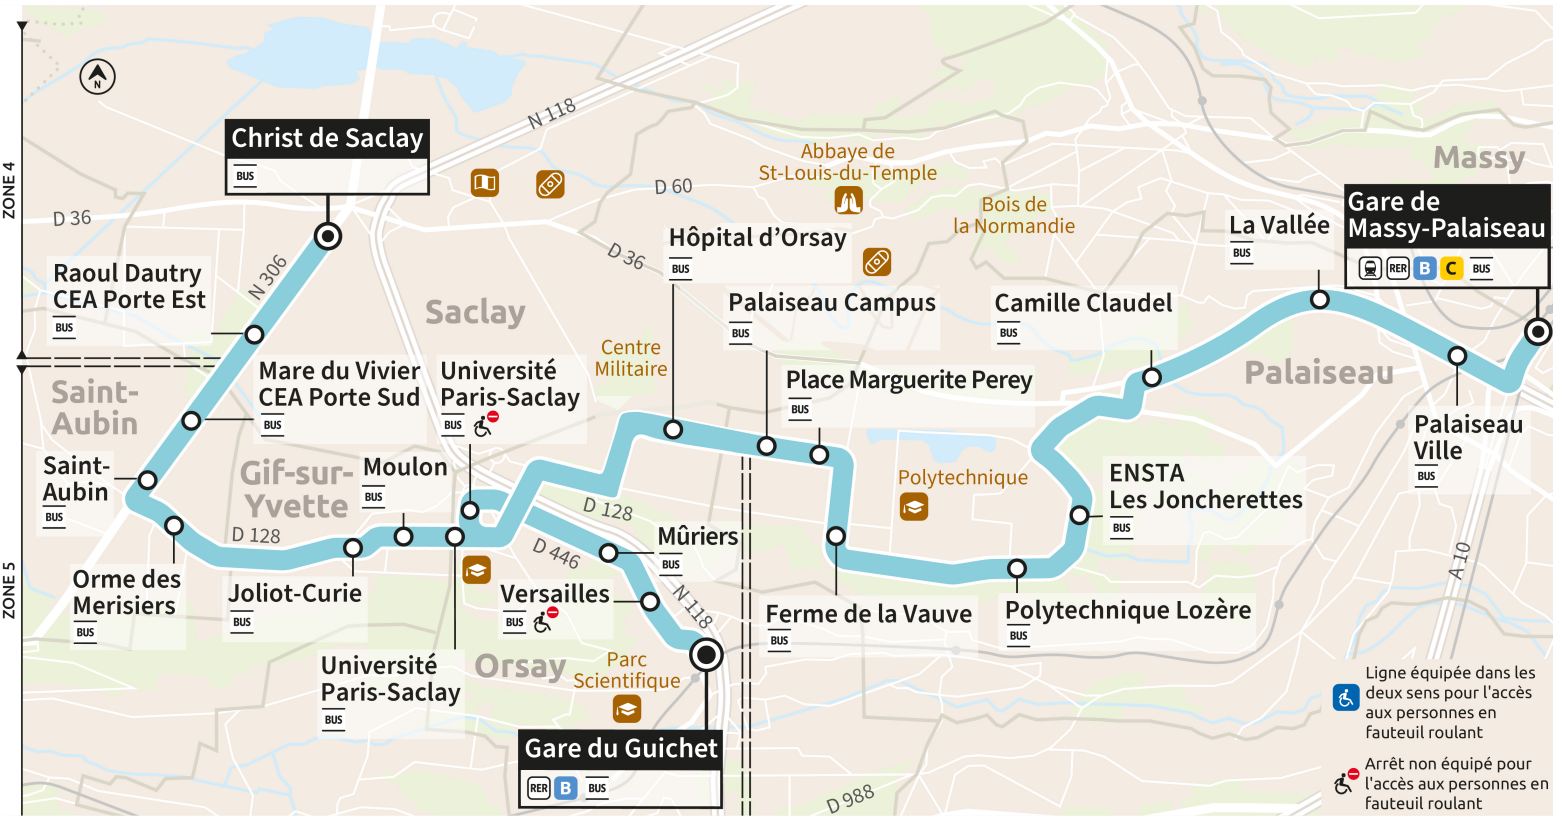 ZONE 4
ZONE 5
N
Christ de Saclay
BUS
N 118
D 36
N 306
Raoul Dautry
CEA Porte Est
BUS
Mare du Vivier
CEA Porte Sud
BUS
Saint-
Aubin
Saint-
Aubin
BUS
Gif-sur-
Yvette
Orme des
Merisiers
BUS
D 128
Joliot-Curie
BUS
Moulon
BUS
Université
Paris-Saclay
BUS
Université
Paris-Saclay
BUS
Saclay
D 36
D 60
Centre
Militaire
Hôpital d’Orsay
BUS
Abbaye de
St-Louis-du-Temple
Bois de
la Normandie
Palaiseau Campus
BUS
Place Marguerite Perey
BUS
Camille Claudel
BUS
La Vallée
BUS
Massy
Gare de
Massy-Palaiseau
RER
B
C
BUS
Palaiseau
Palaiseau
Ville
BUS
Polytechnique
ENSTA
Les Joncherettes
BUS
Polytechnique Lozère
BUS
Ferme de la Vauve
BUS
D 128
D 446
Mûriers
BUS
Versailles
BUS
N 118
Orsay
Parc
Scientifique
Gare du Guichet
RER
B
BUS
D 988
A 10
Ligne équipée dans les
deux sens pour l'accès
aux personnes en
fauteuil roulant
Arrêt non équipé pour
l'accès aux personnes en
fauteuil roulant